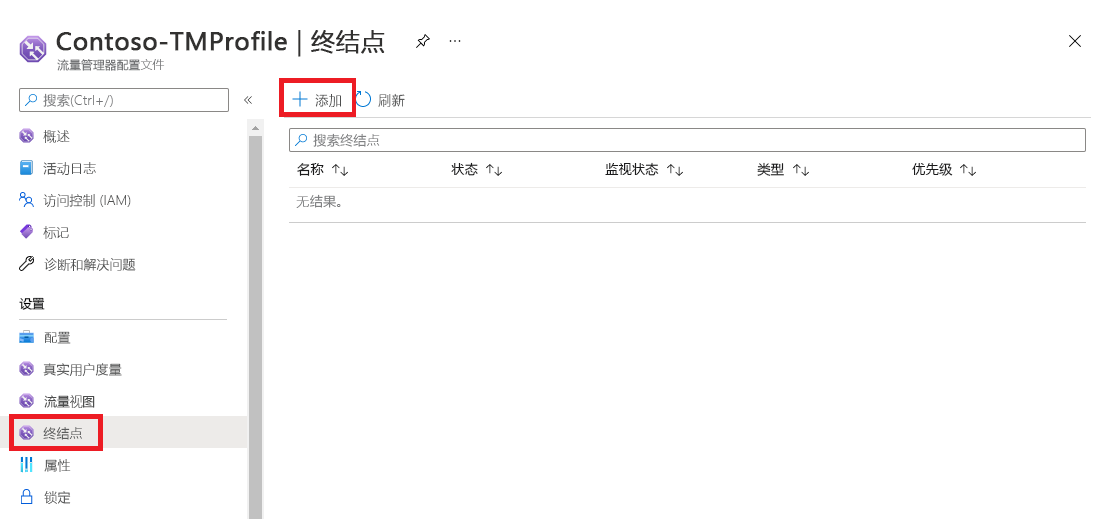 Contoso-TMProfile | 终结点
流量管理器配置文件
搜索(Ctrl+/)
概述
活动日志
访问控制 (IAM)
标记
诊断和解决问题
设置
配置
真实用户度量
流量视图
终结点
属性
锁定
添加 刷新
搜索终结点
名称 状态 监视状态 类型 优先级
无结果。